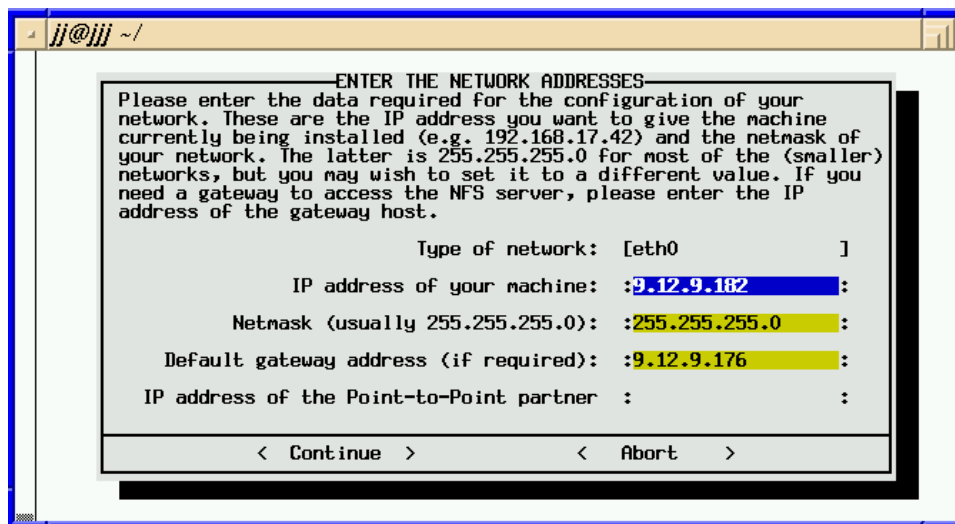 jj@jjj ~/
ENTER THE NETWORK ADDRESSES
Please enter the data required for the configuration of your
network. These are the IP address you want to give the machine
currently being installed (e.g. 192.168.17.42) and the netmask of
your network. The latter is 255.255.255.0 for most of the (smaller)
networks, but you may wish to set it to a different value. If you
need a gateway to access the NFS server, please enter the IP
address of the gateway host.
Type of network: [eth0 ]
IP address of your machine: :9.12.9.182 :
Netmask (usually 255.255.255.0): :255.255.255.0 :
Default gateway address (if required): :9.12.9.176 :
IP address of the Point-to-Point partner : :
< Continue > < Abort >